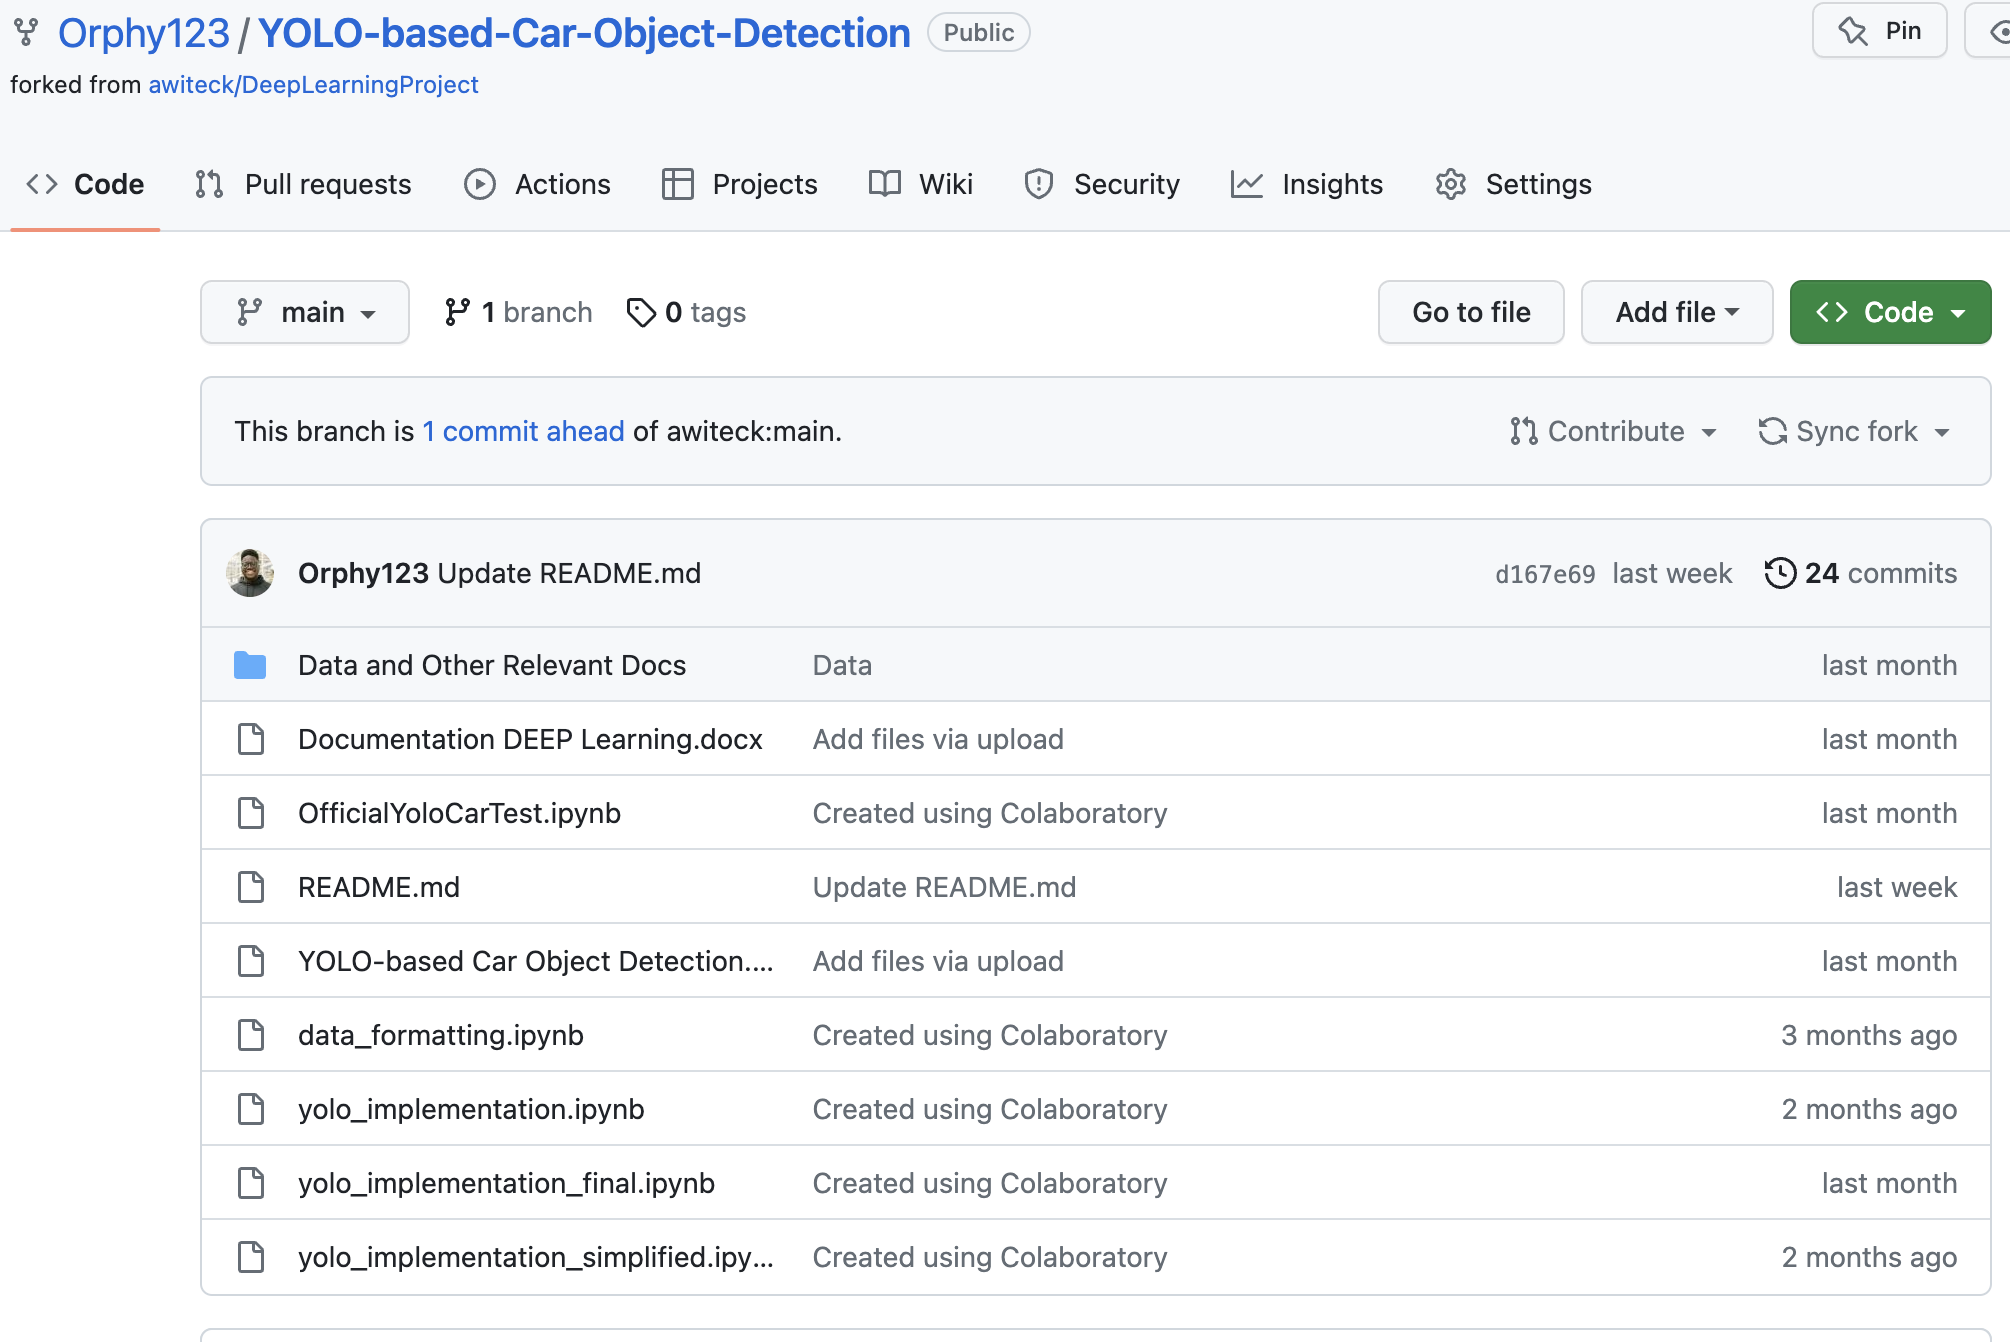 Orphy123 / YOLO-based-Car-Object-Detection Public Pin
forked from awiteck/DeepLearningProject
Code Pull requests Actions Projects Wiki Security Insights Settings
main 1 branch 0 tags Go to file Add file Code
This branch is 1 commit ahead of awiteck:main. Contribute Sync fork
Orphy123 Update README.md d167e69 last week 24 commits
Data and Other Relevant Docs Data last month
Documentation DEEP Learning.docx Add files via upload last month
OfficialYoloCarTest.ipynb Created using Colaboratory last month
README.md Update README.md last week
YOLO-based Car Object Detection.... Add files via upload last month
data_formatting.ipynb Created using Colaboratory 3 months ago
yolo_implementation.ipynb Created using Colaboratory 2 months ago
yolo_implementation_final.ipynb Created using Colaboratory last month
yolo_implementation_simplified.ipy... Created using Colaboratory 2 months ago